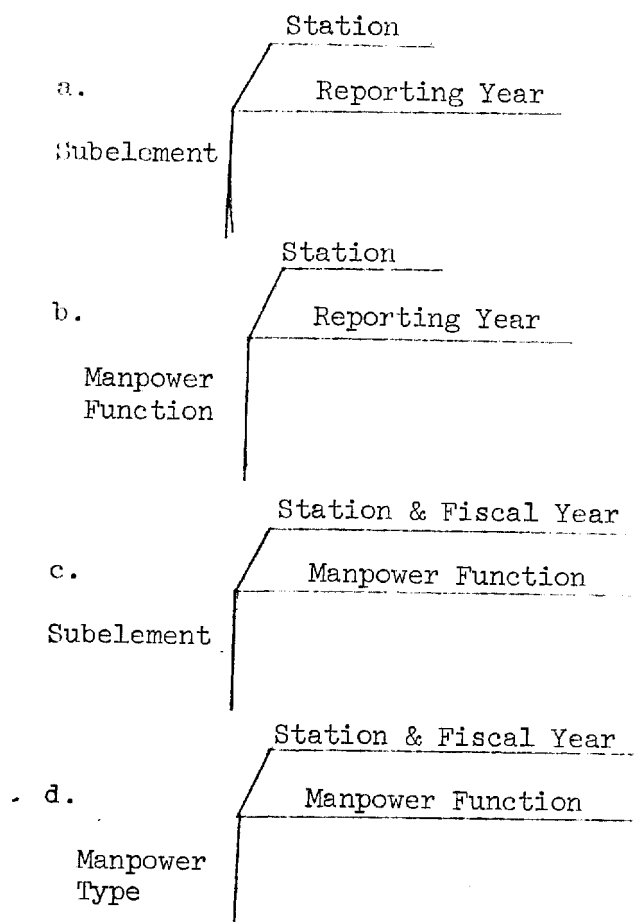 Station
a.
Reporting Year
Subelement
Station
b.
Reporting Year
Manpower
Function
Station & Fiscal Year
c.
Manpower Function
Subelement
Station & Fiscal Year
d.
Manpower Function
Manpower
Type